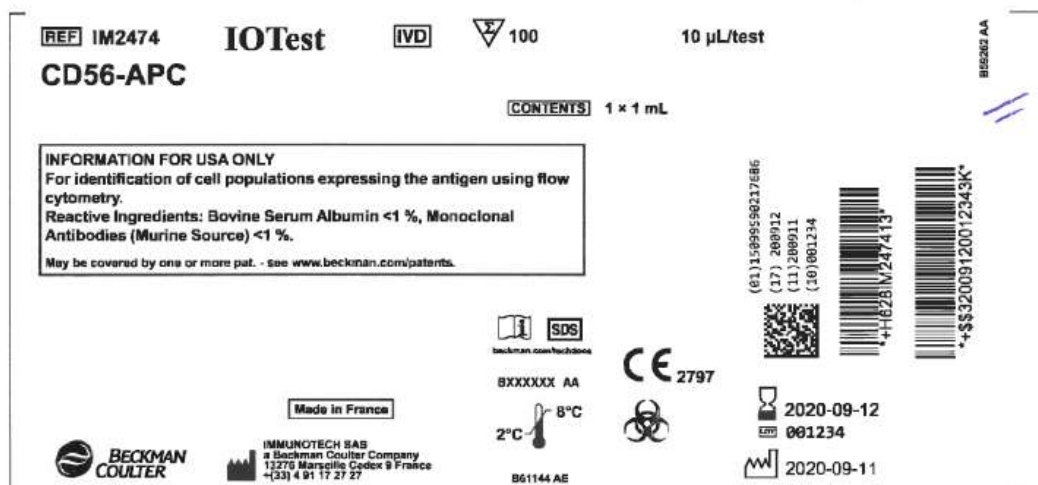 REF IM2474 IOTest IVD Σ 100 10 µL/test
CD56-APC
CONTENTS 1 × 1 mL
B59262 AA
INFORMATION FOR USA ONLY
For identification of cell populations expressing the antigen using flow
cytometry.
Reactive Ingredients: Bovine Serum Albumin <1 %, Monoclonal
Antibodies (Murine Source) <1 %.
May be covered by one or more pat. - see www.beckman.com/patents.
(01)15099590217686
(17) 200912
(11)200911
(10)001234
*+H628IM247413*
*+$$32009120012343K*
i SDS
beckman.com/techdocs
BXXXXXX AA
CE 2797
2°C 8°C
Made in France
BECKMAN
COULTER
IMMUNOTECH SAS
a Beckman Coulter Company
13276 Marseille Cedex 9 France
+(33) 4 91 17 27 27
B61144 AE
2020-09-12
LOT 001234
2020-09-11